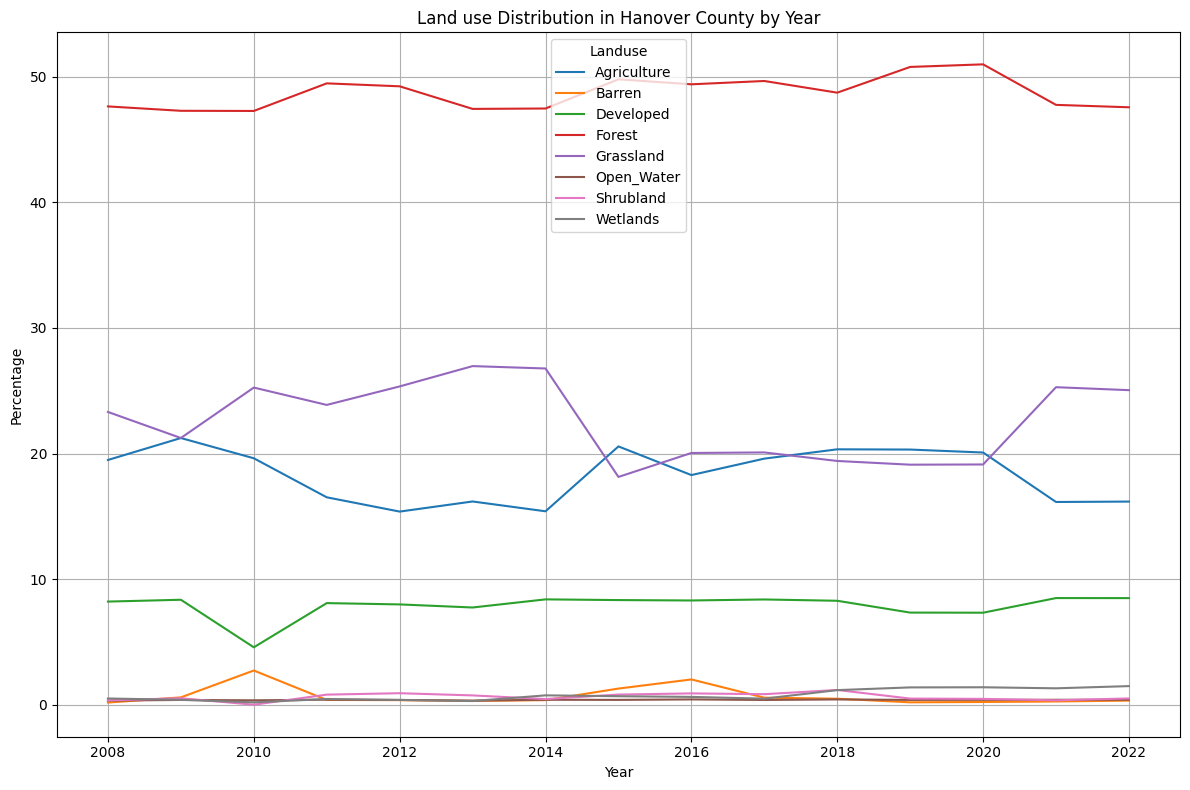 Land use Distribution in Hanover County by Year
Landuse
Agriculture
Barren
Developed
Forest
Grassland
Open_Water
Shrubland
Wetlands
Percentage
50
40
30
20
10
0
2008 2010 2012 2014 2016 2018 2020 2022
Year